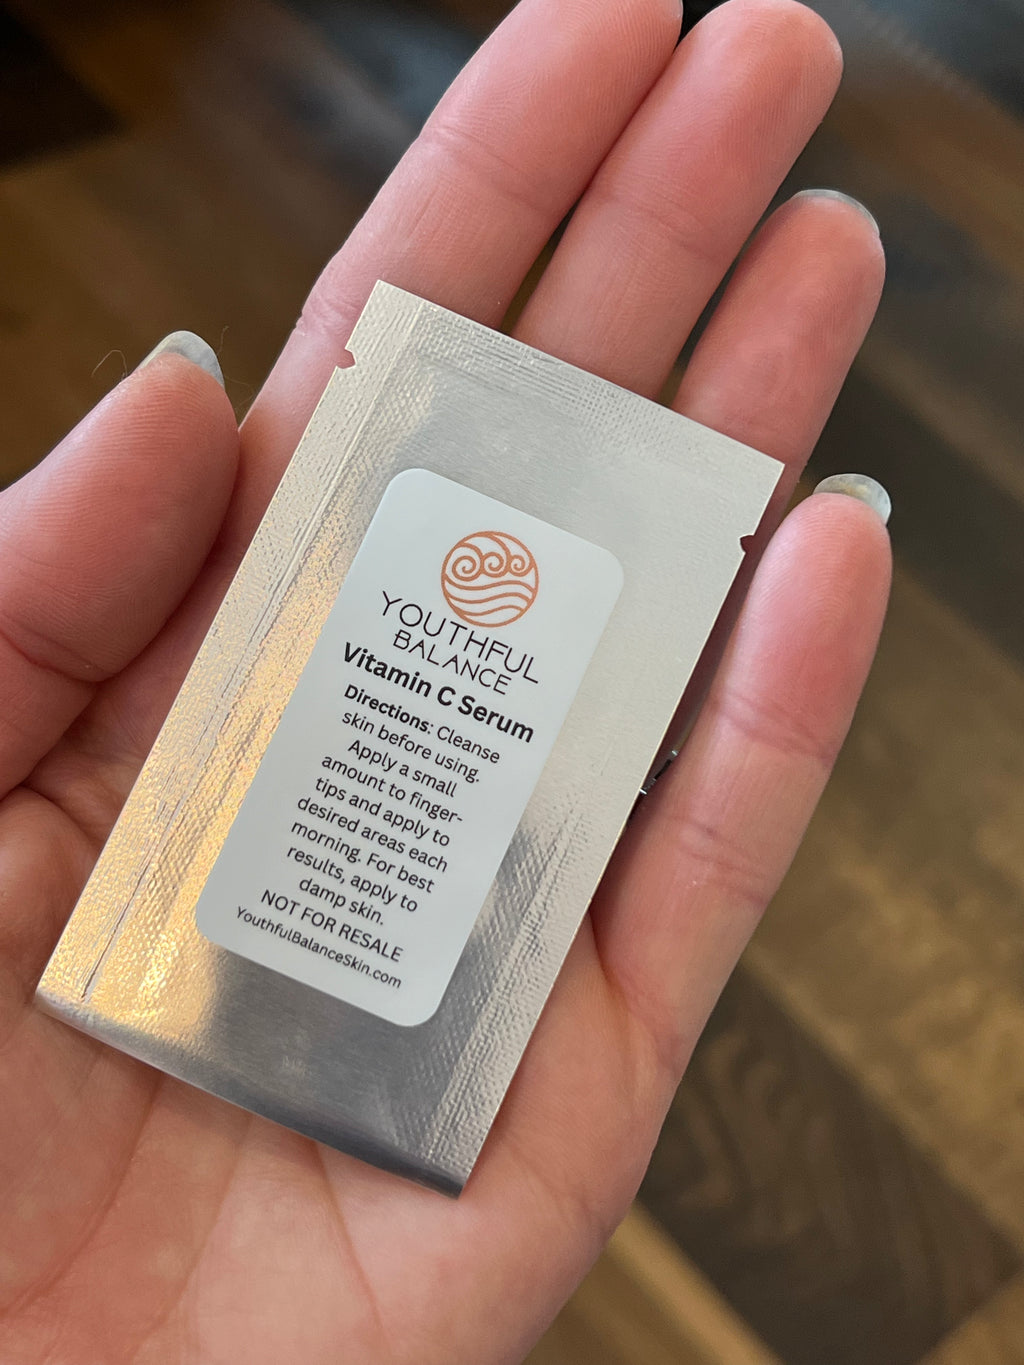 YOUTHFUL
BALANCE
Vitamin C Serum
Directions: Cleanse
skin before using.
Apply a small
amount to finger-
tips and apply to
desired areas each
morning. For best
results, apply to
damp skin.
NOT FOR RESALE
YouthfulBalanceSkin.com